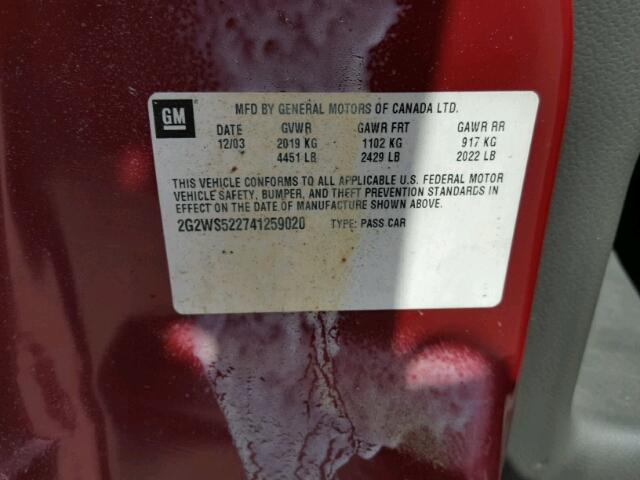 GM
MFD BY GENERAL MOTORS OF CANADA LTD.
DATE GVWR GAWR FRT GAWR RR
12/03 2019 KG 1102 KG 917 KG
4451 LB 2429 LB 2022 LB
THIS VEHICLE CONFORMS TO ALL APPLICABLE U.S. FEDERAL MOTOR
VEHICLE SAFETY, BUMPER, AND THEFT PREVENTION STANDARDS IN
EFFECT ON THE DATE OF MANUFACTURE SHOWN ABOVE.
2G2WS522741259020 TYPE: PASS CAR